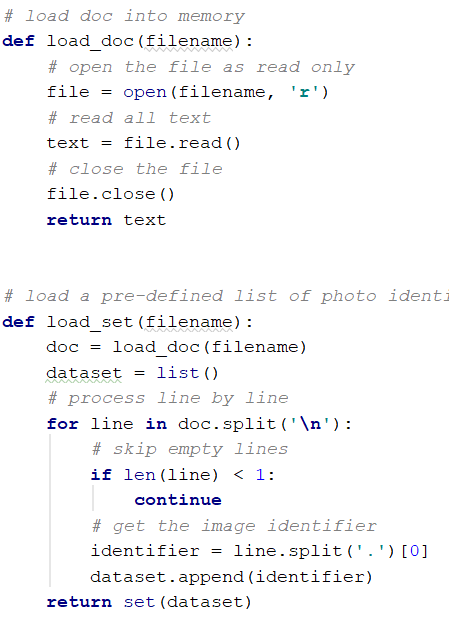 # load doc into memory
def load_doc(filename):
    # open the file as read only
    file = open(filename, 'r')
    # read all text
    text = file.read()
    # close the file
    file.close()
    return text
# load a pre-defined list of photo identi
def load_set(filename):
    doc = load_doc(filename)
    dataset = list()
    # process line by line
    for line in doc.split('\n'):
        # skip empty lines
        if len(line) < 1:
            continue
        # get the image identifier
        identifier = line.split('.')[0]
        dataset.append(identifier)
    return set(dataset)